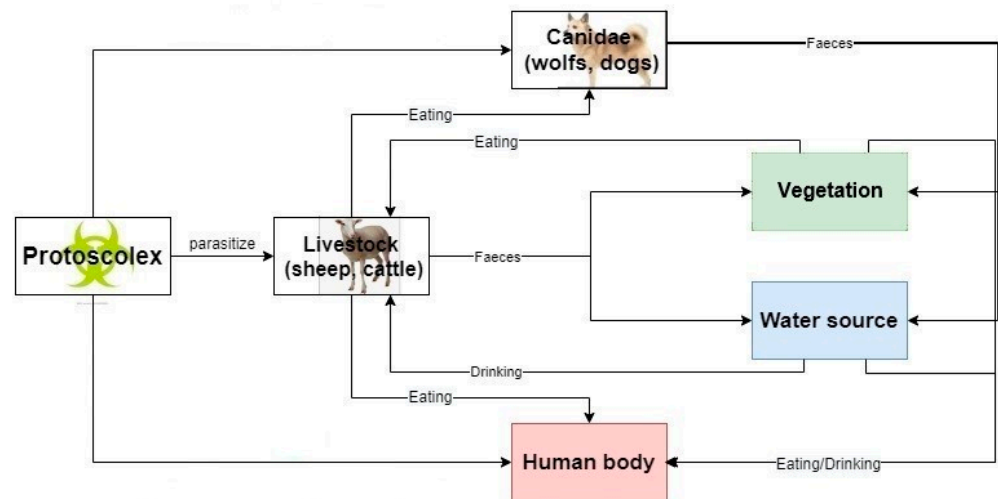 Canidae
(wolfs, dogs)
Faeces
Eating
Eating
Vegetation
Protoscolex
parasitize
Livestock
(sheep, cattle)
Faeces
Water source
Drinking
Eating
Human body
Eating/Drinking